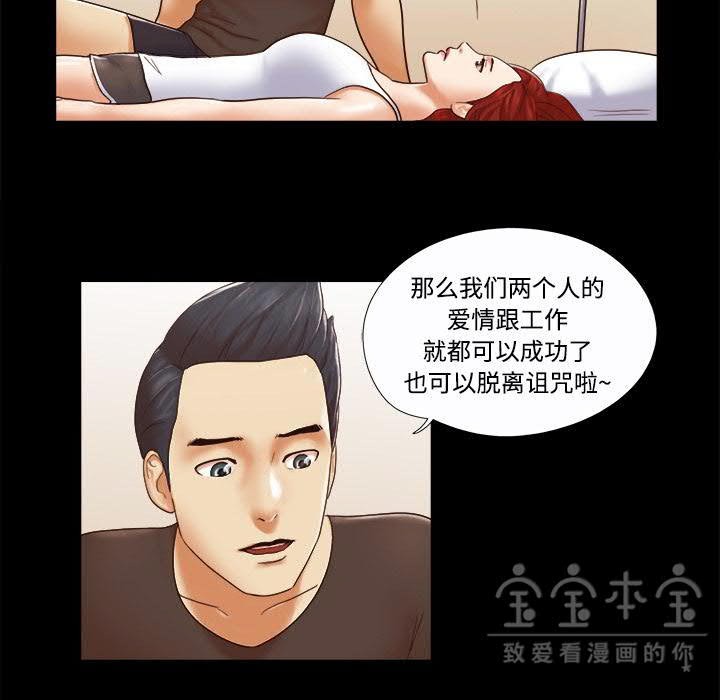 那么我们两个人的
爱情跟工作
就都可以成功了
也可以脱离诅咒啦~
宝宝本宝
致爱看漫画的你